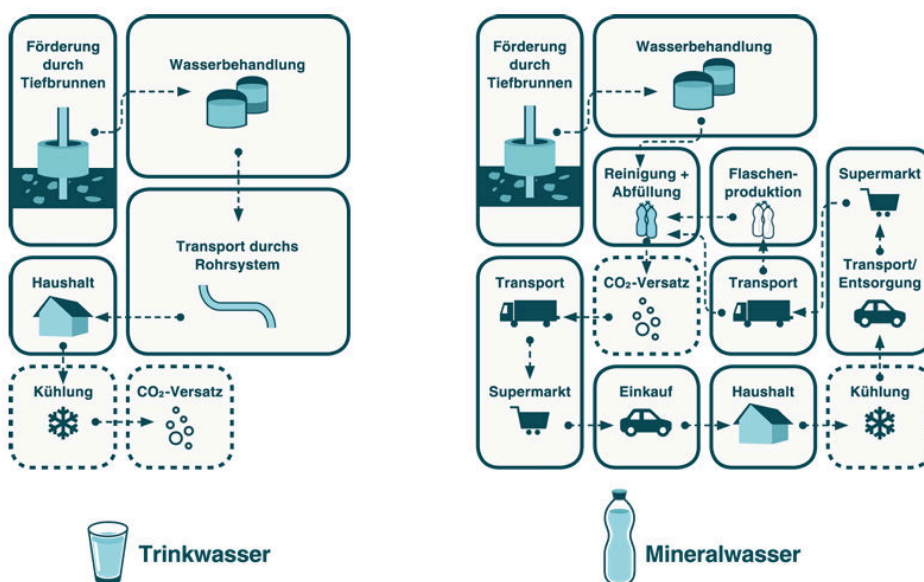 Förderung
durch
Tiefbrunnen
Wasserbehandlung
Transport durchs
Rohrsystem
Haushalt
Kühlung
CO₂-Versatz
Trinkwasser
Förderung
durch
Tiefbrunnen
Wasserbehandlung
Reinigung +
Abfüllung
Flaschen-
produktion
Supermarkt
Transport
CO₂-Versatz
Transport
Transport/
Entsorgung
Supermarkt
Einkauf
Haushalt
Kühlung
Mineralwasser